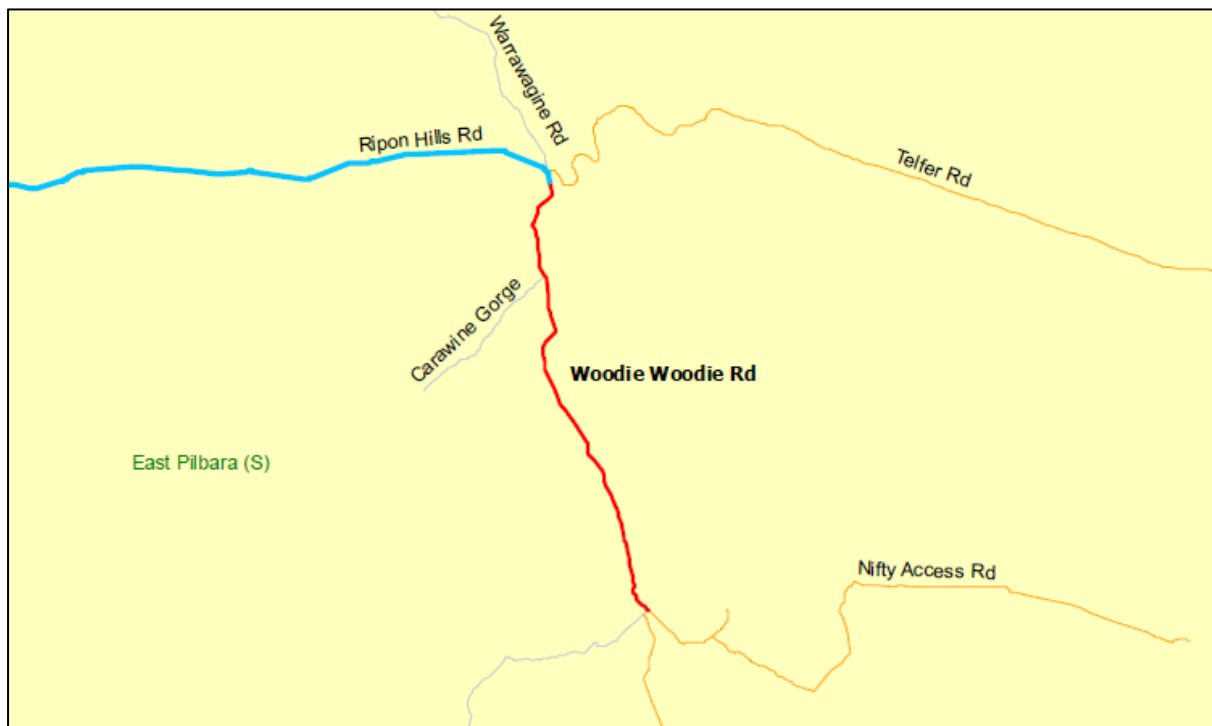 Warrawagine Rd
Ripon Hills Rd
Telfer Rd
Carawine Gorge
Woodie Woodie Rd
East Pilbara (S)
Nifty Access Rd